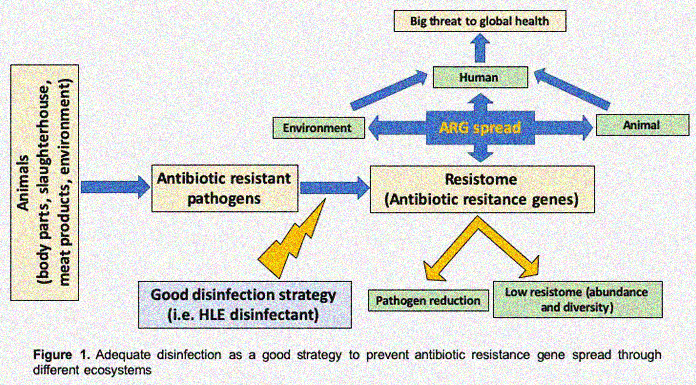 Big threat to global health
Human
Environment
ARG spread
Animal
Animals
(body parts, slaughterhouse,
meat products, environment)
Antibiotic resistant
pathogens
Resistome
(Antibiotic resitance genes)
Good disinfection strategy
(i.e. HLE disinfectant)
Pathogen reduction
Low resistome (abundance
and diversity)
Figure 1. Adequate disinfection as a good strategy to prevent antibiotic resistance gene spread through
different ecosystems